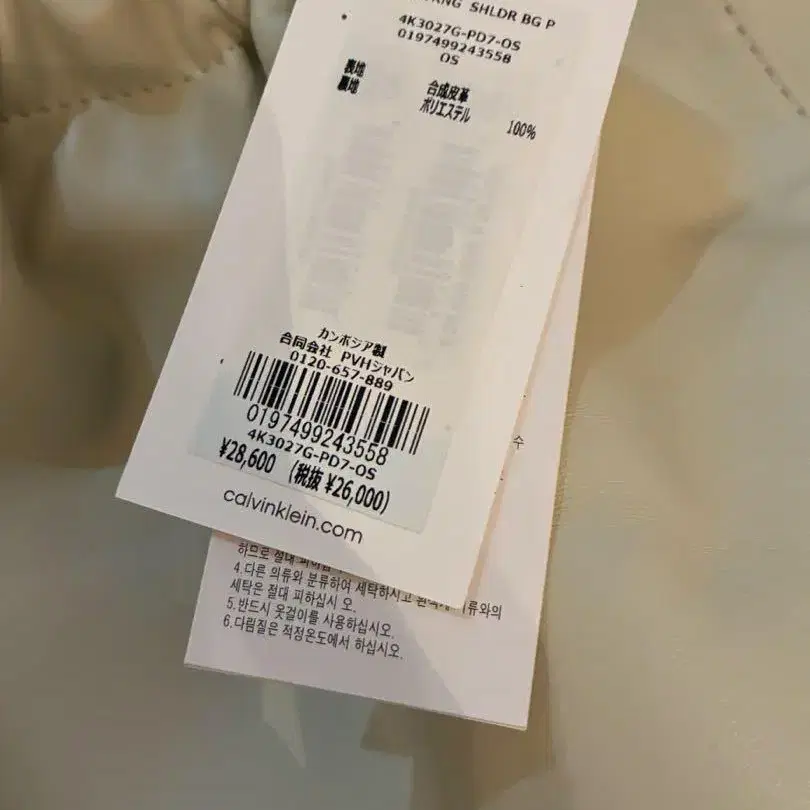 SHLDR BG P
4K3027G-PD7-OS
0197499243558
OS
表地 合成皮革
裏地 ポリエステル 100%
カンボジア製
合同会社 PVHジャパン
0120-657-889
0197499243558
4K3027G-PD7-OS
¥28,600 (税抜 ¥26,000)
calvinklein.com
수
하므로 절대
4.다른 의류와 분류하여 세탁하시고
세탁은 절대 피하십시 오.
5.반드시 옷걸이를 사용하십시오.
6.다림질은 적정온도에서 하십시오.